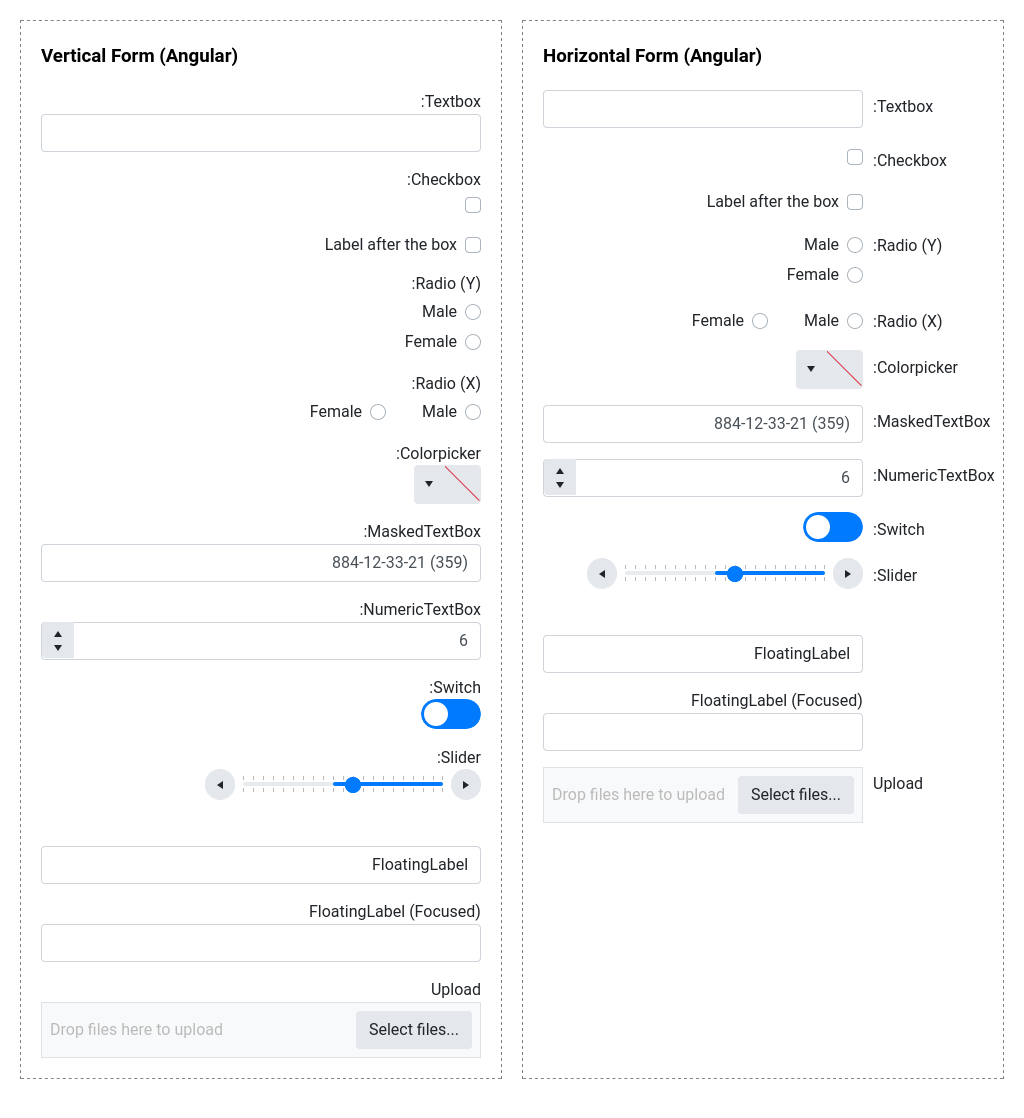 Vertical Form (Angular)
:Textbox
:Checkbox
Label after the box
:Radio (Y)
Male
Female
:Radio (X)
Female Male
:Colorpicker
:MaskedTextBox
884-12-33-21 (359)
:NumericTextBox
6
:Switch
:Slider
FloatingLabel
FloatingLabel (Focused)
Upload
Drop files here to upload Select files...
Horizontal Form (Angular)
:Textbox
:Checkbox
Label after the box
Male :Radio (Y)
Female
Female Male :Radio (X)
:Colorpicker
884-12-33-21 (359) :MaskedTextBox
6 :NumericTextBox
:Switch
:Slider
FloatingLabel
FloatingLabel (Focused)
Drop files here to upload Select files... Upload